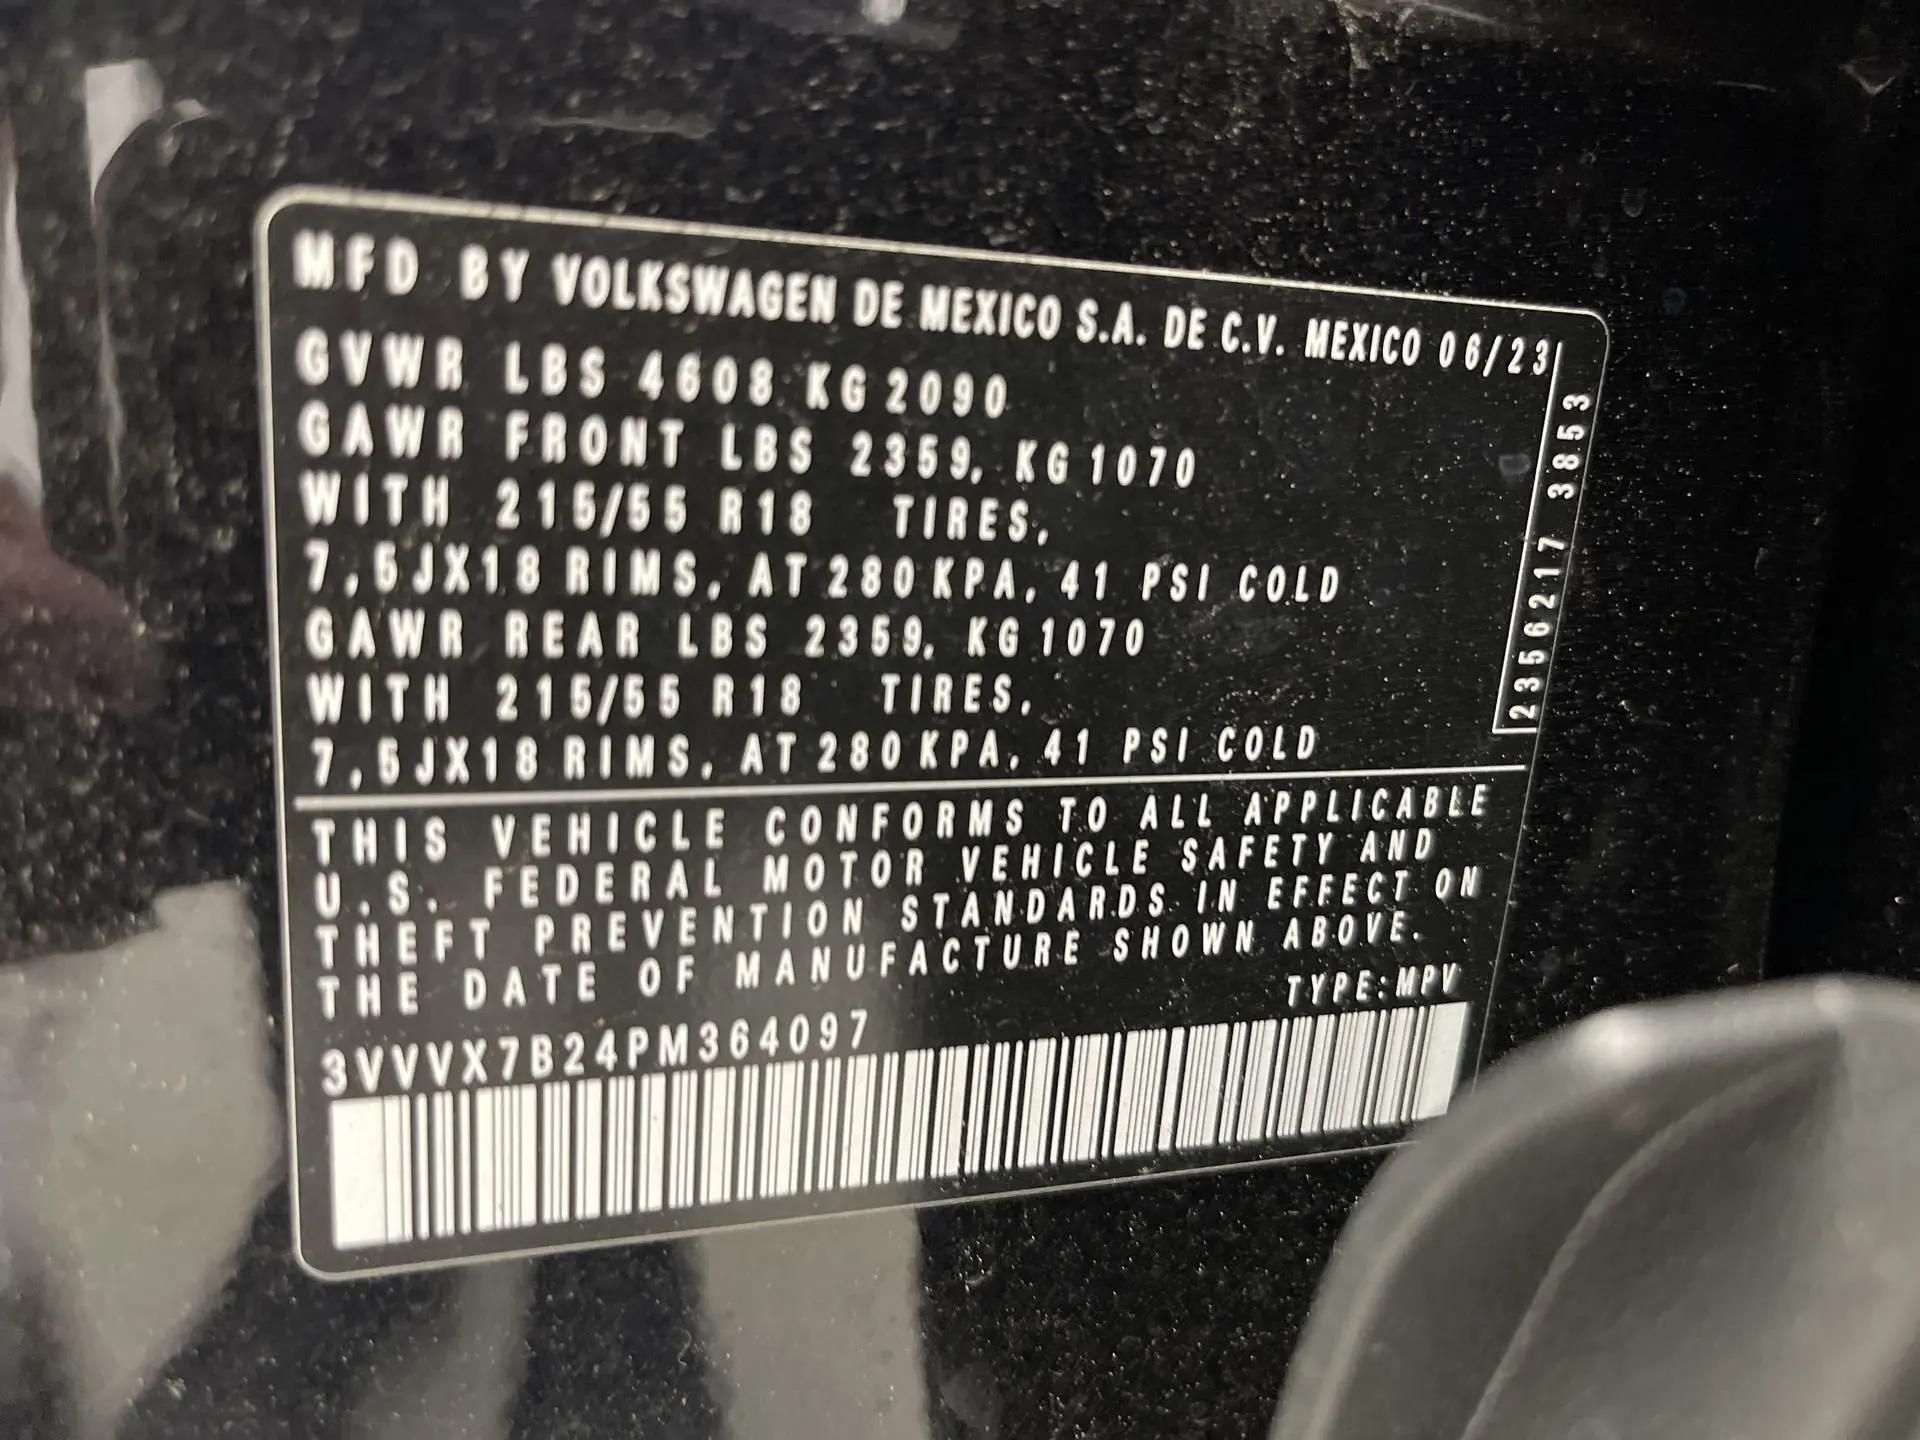 MFD BY VOLKSWAGEN DE MEXICO S.A. DE C.V. MEXICO 06/23
GVWR LBS 4608 KG 2090
GAWR FRONT LBS 2359, KG 1070
WITH 215/55 R18 TIRES,
7,5JX18 RIMS, AT 280 KPA, 41 PSI COLD
GAWR REAR LBS 2359, KG 1070
WITH 215/55 R18 TIRES,
7,5JX18 RIMS, AT 280 KPA, 41 PSI COLD
2356217 3853
THIS VEHICLE CONFORMS TO ALL APPLICABLE
U.S. FEDERAL MOTOR VEHICLE SAFETY AND
THEFT PREVENTION STANDARDS IN EFFECT ON
THE DATE OF MANUFACTURE SHOWN ABOVE.
TYPE:MPV
3VVVX7B24PM364097